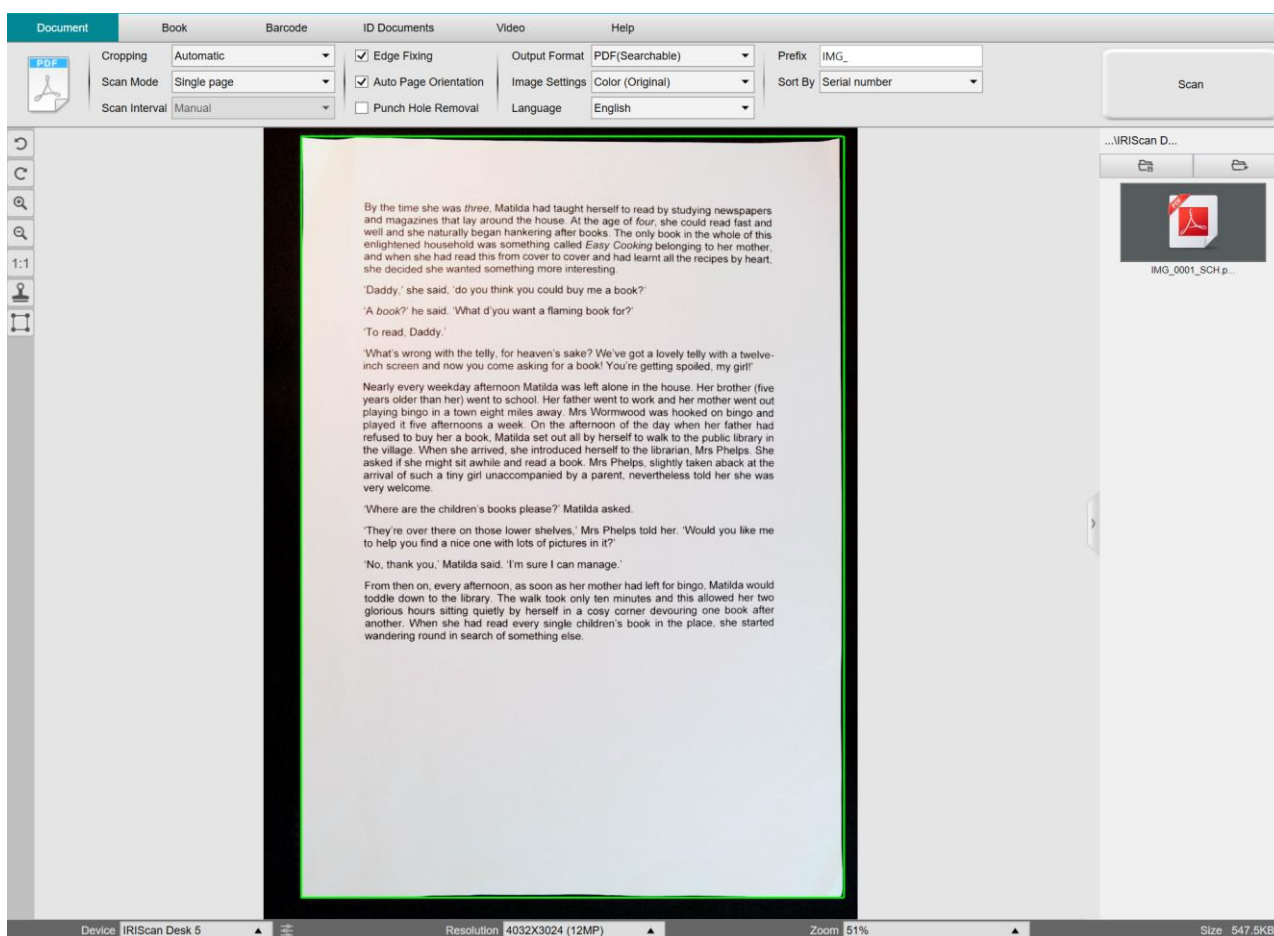 Document Book Barcode ID Documents Video Help
PDF
Cropping Automatic
Scan Mode Single page
Scan Interval Manual
Edge Fixing
Auto Page Orientation
Punch Hole Removal
Output Format PDF(Searchable)
Image Settings Color (Original)
Language English
Prefix IMG_
Sort By Serial number
Scan
1:1
By the time she was three, Matilda had taught herself to read by studying newspapers
and magazines that lay around the house. At the age of four, she could read fast and
well and she naturally began hankering after books. The only book in the whole of this
enlightened household was something called Easy Cooking belonging to her mother,
and when she had read this from cover to cover and had learnt all the recipes by heart,
she decided she wanted something more interesting.
'Daddy,' she said, 'do you think you could buy me a book?'
'A book?' he said. 'What d'you want a flaming book for?'
'To read, Daddy.'
'What's wrong with the telly, for heaven's sake? We've got a lovely telly with a twelve-
inch screen and now you come asking for a book! You're getting spoiled, my girl!'
Nearly every weekday afternoon Matilda was left alone in the house. Her brother (five
years older than her) went to school. Her father went to work and her mother went out
playing bingo in a town eight miles away. Mrs Wormwood was hooked on bingo and
played it five afternoons a week. On the afternoon of the day when her father had
refused to buy her a book, Matilda set out all by herself to walk to the public library in
the village. When she arrived, she introduced herself to the librarian, Mrs Phelps. She
asked if she might sit awhile and read a book. Mrs Phelps, slightly taken aback at the
arrival of such a tiny girl unaccompanied by a parent, nevertheless told her she was
very welcome.
'Where are the children's books please?' Matilda asked.
'They're over there on those lower shelves,' Mrs Phelps told her. 'Would you like me
to help you find a nice one with lots of pictures in it?'
'No, thank you,' Matilda said. 'I'm sure I can manage.'
From then on, every afternoon, as soon as her mother had left for bingo, Matilda would
toddle down to the library. The walk took only ten minutes and this allowed her two
glorious hours sitting quietly by herself in a cosy corner devouring one book after
another. When she had read every single children's book in the place, she started
wandering round in search of something else.
...\IRIScan D...
PDF
IMG_0001_SCH.p...
Device IRIScan Desk 5 Resolution 4032X3024 (12MP) Zoom 51% Size 547.5KB